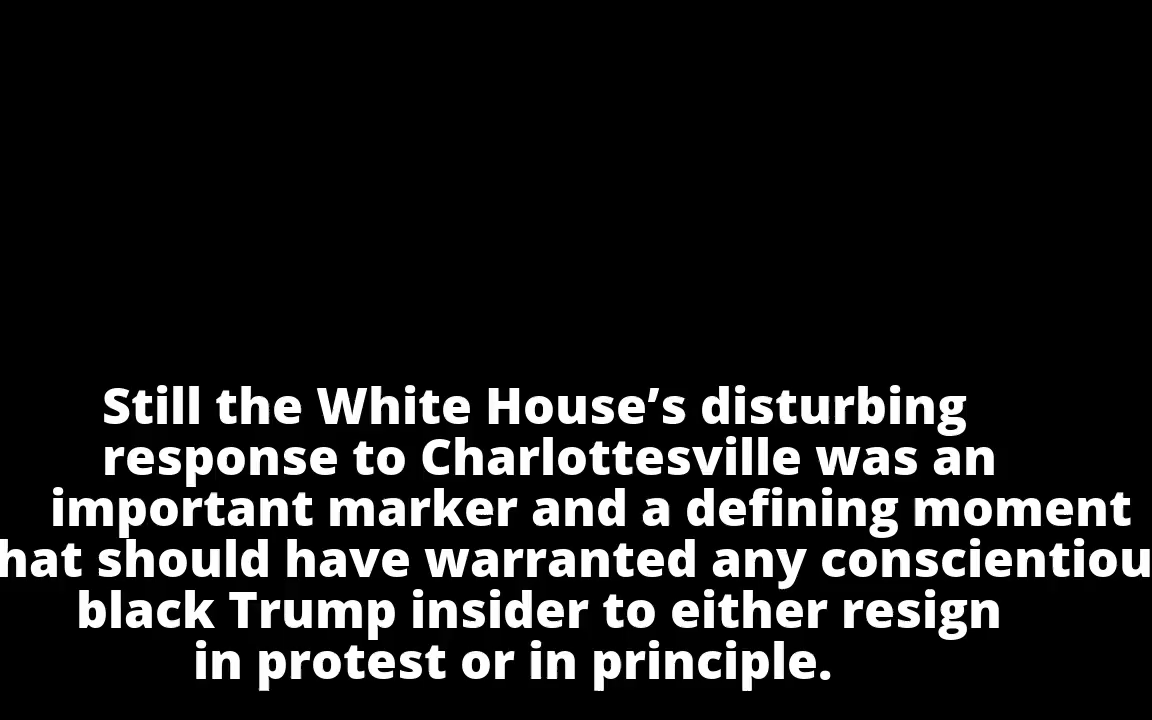 Still the White House’s disturbing
response to Charlottesville was an
important marker and a defining moment
hat should have warranted any conscientiou
black Trump insider to either resign
in protest or in principle.